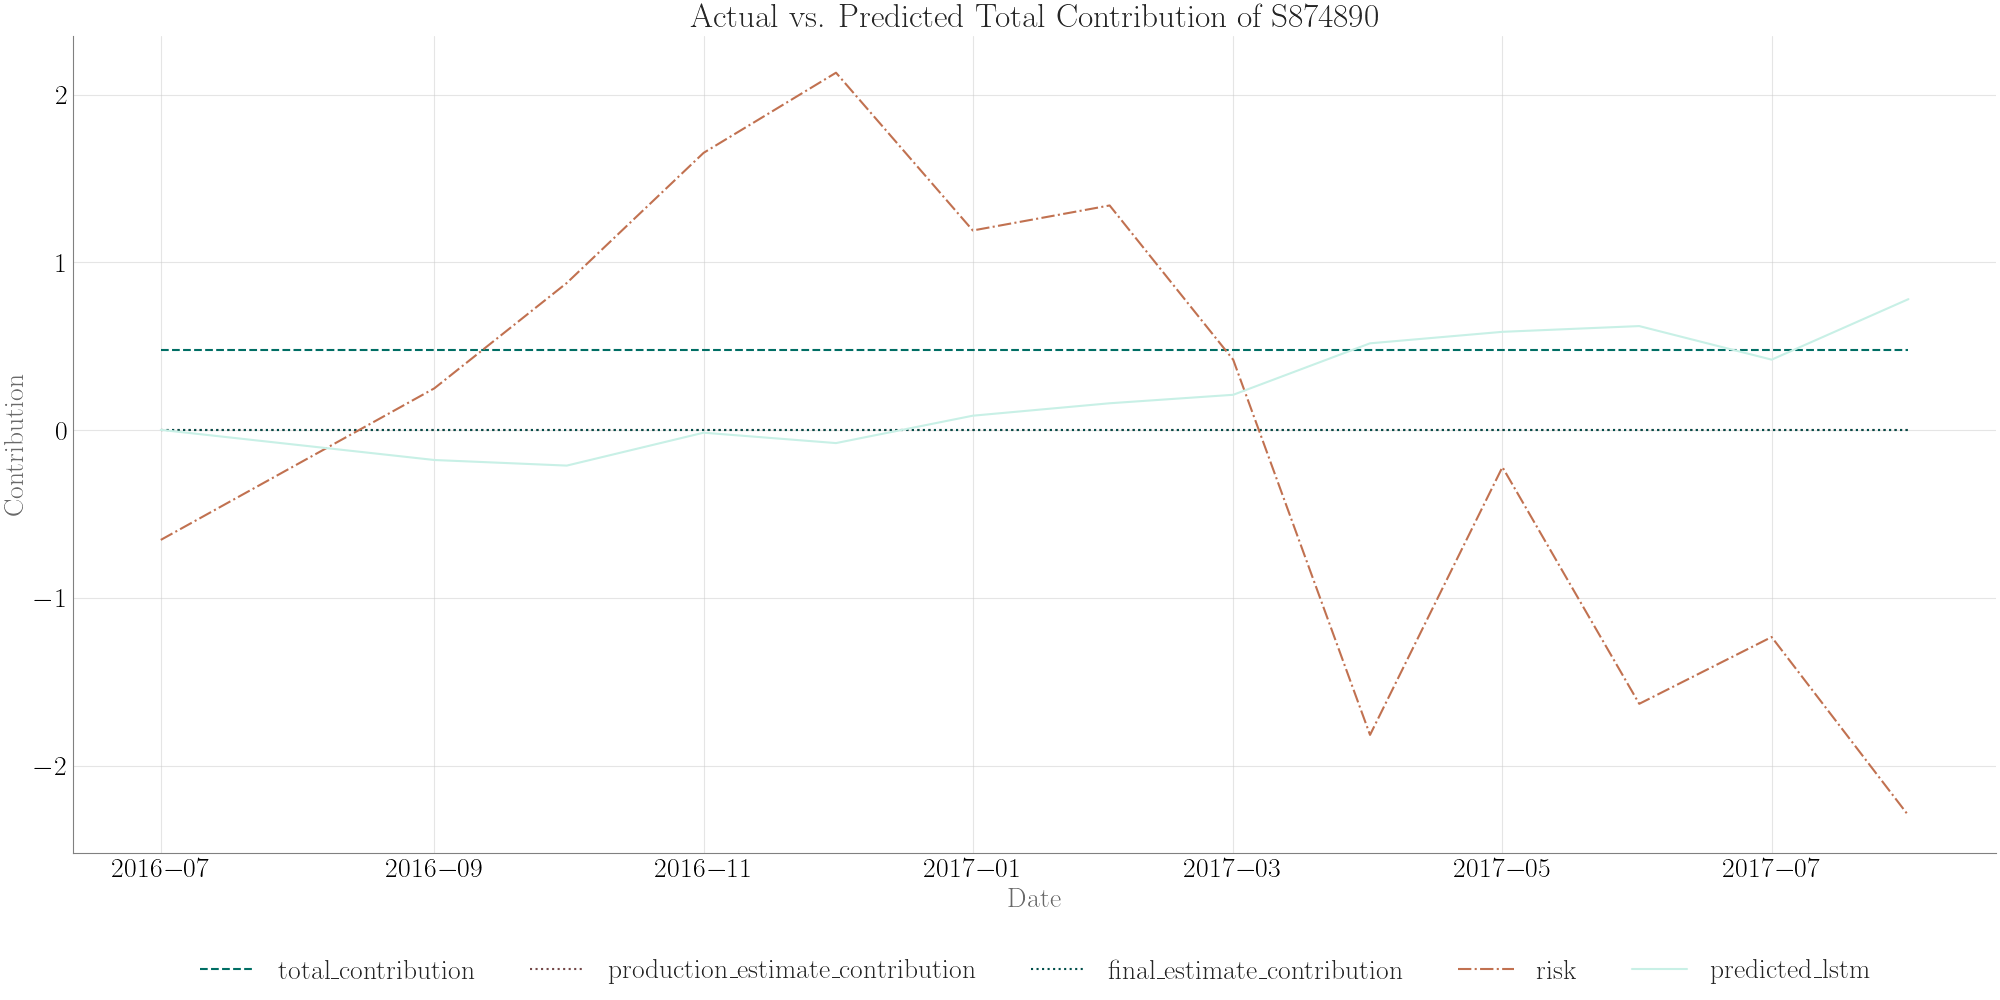 Actual vs. Predicted Total Contribution of S874890
2
1
0
−1
−2
Contribution
2016−07 2016−09 2016−11 2017−01 2017−03 2017−05 2017−07
Date
total_contribution production_estimate_contribution final_estimate_contribution risk predicted_lstm